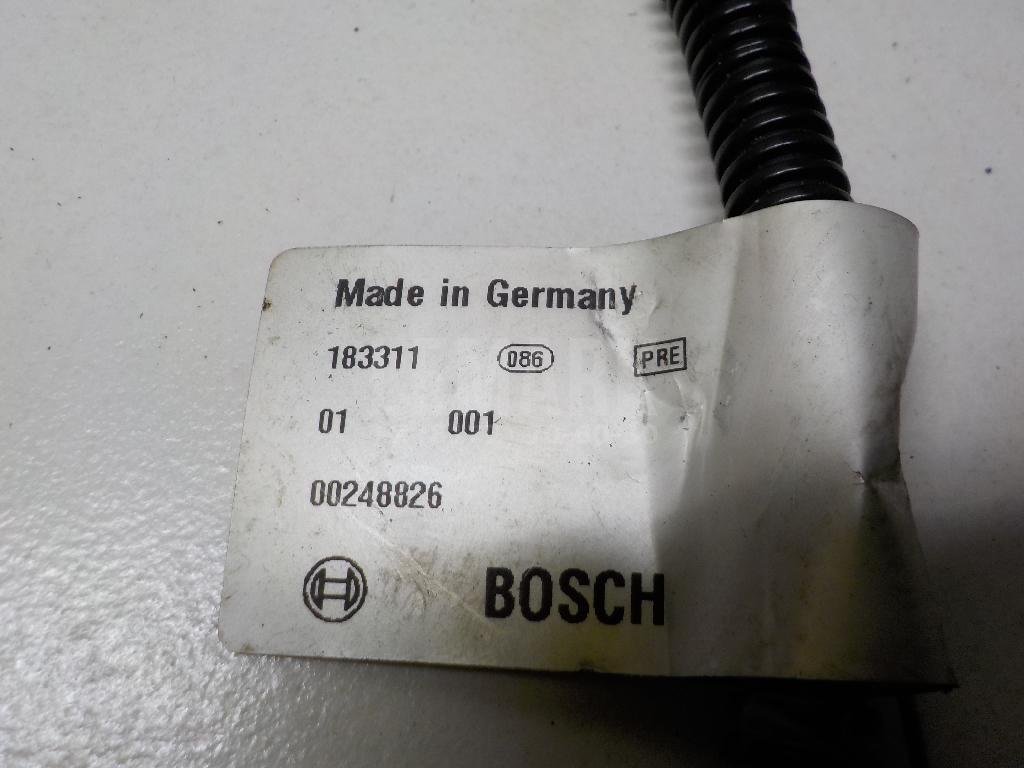 Made in Germany
183311 086 PRE
01 001
00248826
BOSCH